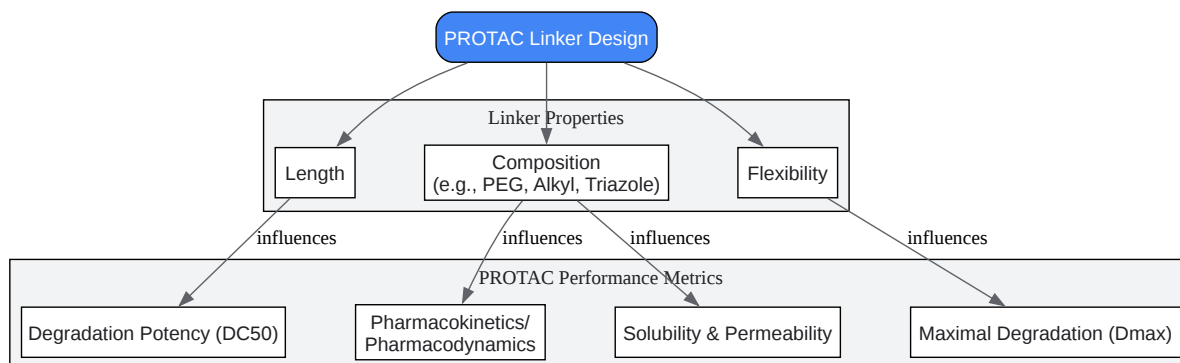 PROTAC Linker Design
Linker Properties
Length
Composition
(e.g., PEG, Alkyl, Triazole)
Flexibility
influences
influences
influences
influences
PROTAC Performance Metrics
Degradation Potency (DC50)
Pharmacokinetics/
Pharmacodynamics
Solubility & Permeability
Maximal Degradation (Dmax)